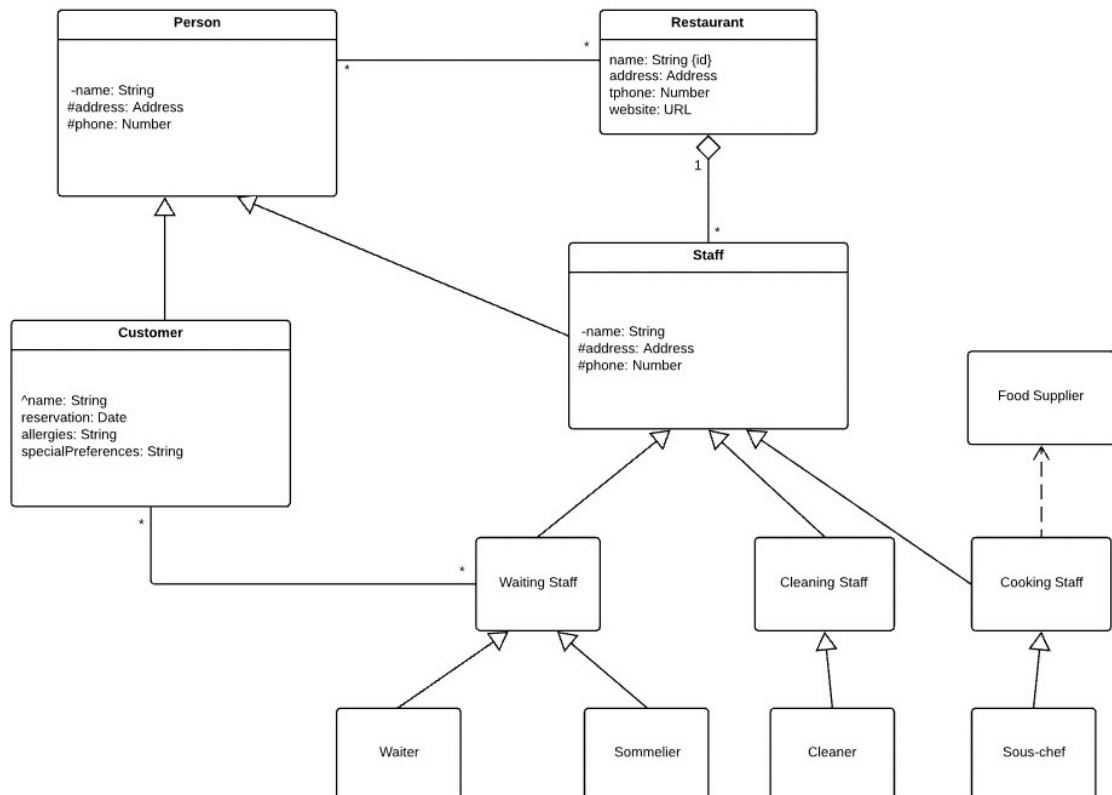 Person
-name: String
#address: Address
#phone: Number
*
*
Restaurant
name: String {id}
address: Address
tphone: Number
website: URL
1
*
Staff
-name: String
#address: Address
#phone: Number
Customer
^name: String
reservation: Date
allergies: String
specialPreferences: String
*
*
Food Supplier
Waiting Staff
Cleaning Staff
Cooking Staff
Waiter
Sommelier
Cleaner
Sous-chef